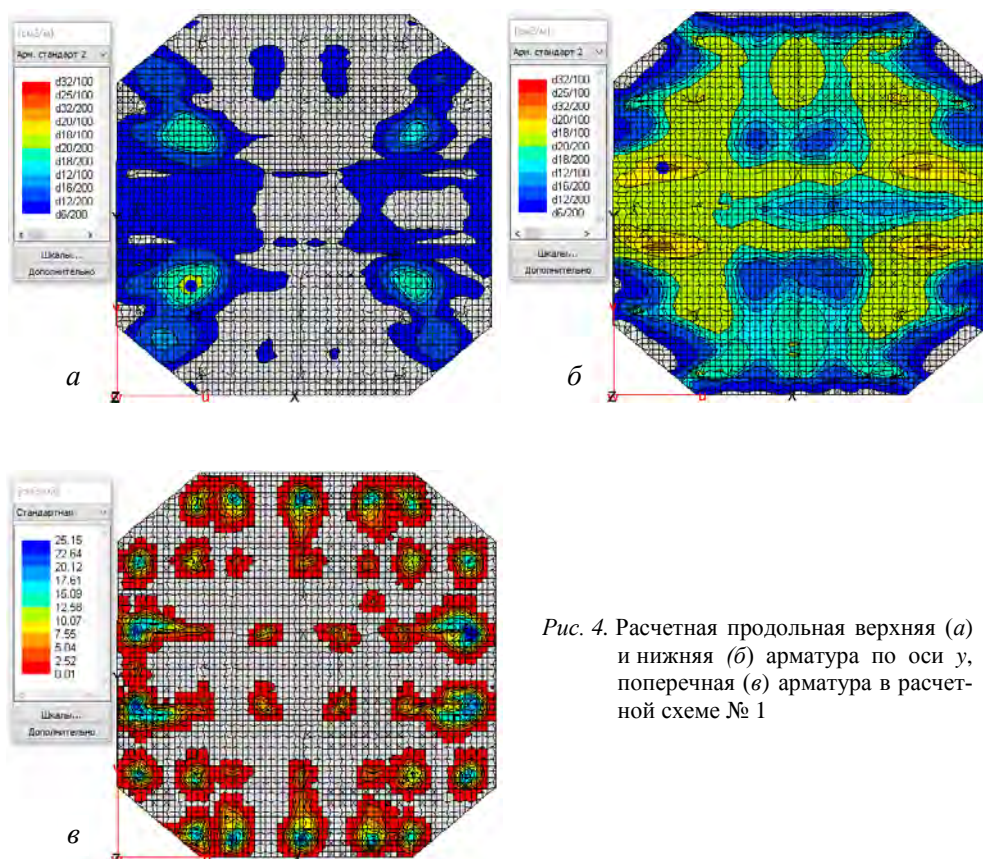 (см2/м)
Арм. стандарт 2
d32/100
d25/100
d32/200
d20/100
d18/100
d20/200
d18/200
d12/100
d16/200
d12/200
d6/200
Шкалы...
Дополнительно
Y
Z
u
X
а
Арм. стандарт 2
d32/100
d25/100
d32/200
d20/100
d18/100
d20/200
d18/200
d12/100
d16/200
d12/200
d6/200
Шкалы...
Дополнительно
Y
Z
u
X
б
Стандартная
25.15
22.64
20.12
17.61
15.09
12.58
10.07
7.55
5.04
2.52
0.01
Шкалы...
Дополнительно
в
Рис. 4. Расчетная продольная верхняя (а)
и нижняя (б) арматура по оси y,
поперечная (в) арматура в расчет-
ной схеме № 1